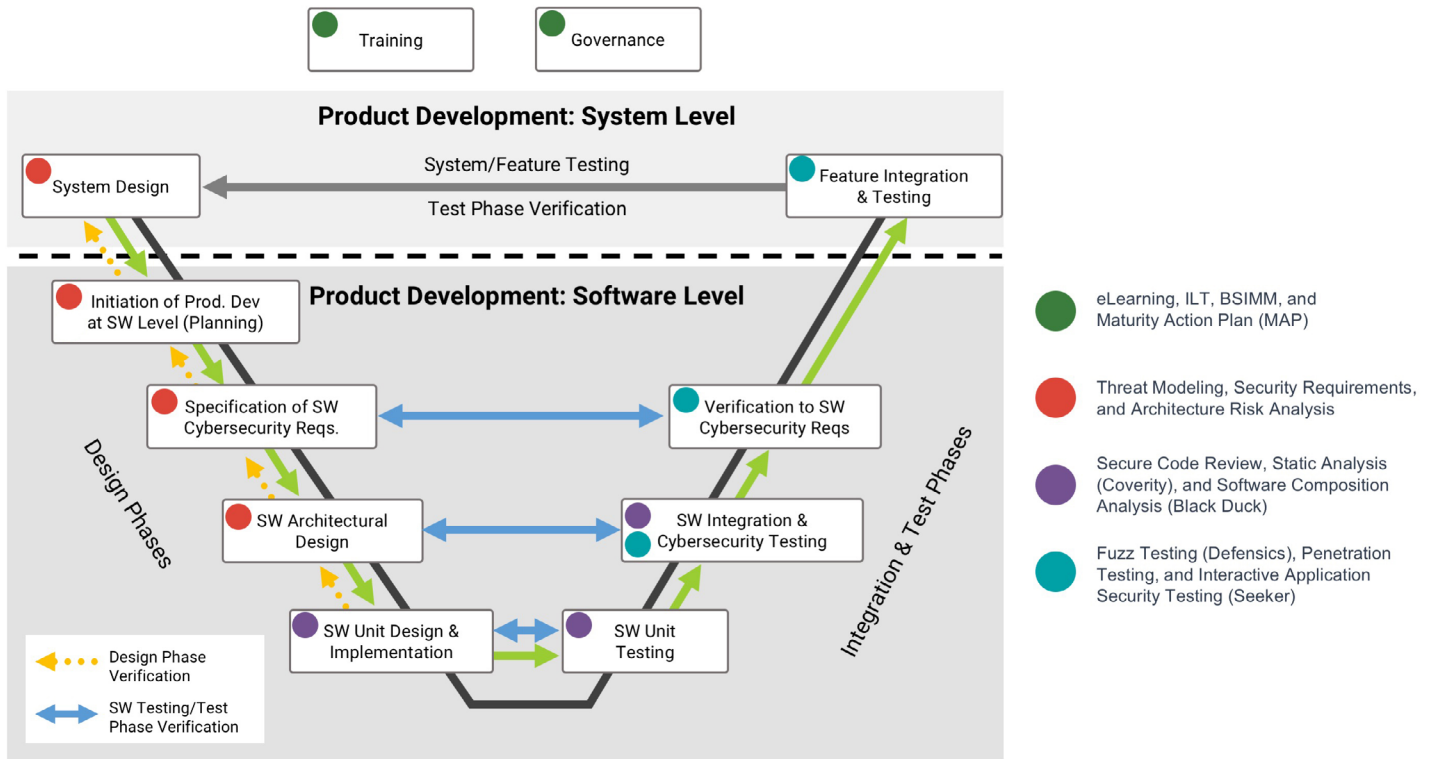 Training
Governance
Product Development: System Level
System Design
System/Feature Testing
Test Phase Verification
Feature Integration
& Testing
Product Development: Software Level
Initiation of Prod. Dev
at SW Level (Planning)
Specification of SW
Cybersecurity Reqs.
Verification to SW
Cybersecurity Reqs
Design Phases
SW Architectural
Design
SW Integration &
Cybersecurity Testing
Integration & Test Phases
SW Unit Design &
Implementation
SW Unit
Testing
Design Phase
Verification
SW Testing/Test
Phase Verification
eLearning, ILT, BSIMM, and
Maturity Action Plan (MAP)
Threat Modeling, Security Requirements,
and Architecture Risk Analysis
Secure Code Review, Static Analysis
(Coverity), and Software Composition
Analysis (Black Duck)
Fuzz Testing (Defensics), Penetration
Testing, and Interactive Application
Security Testing (Seeker)